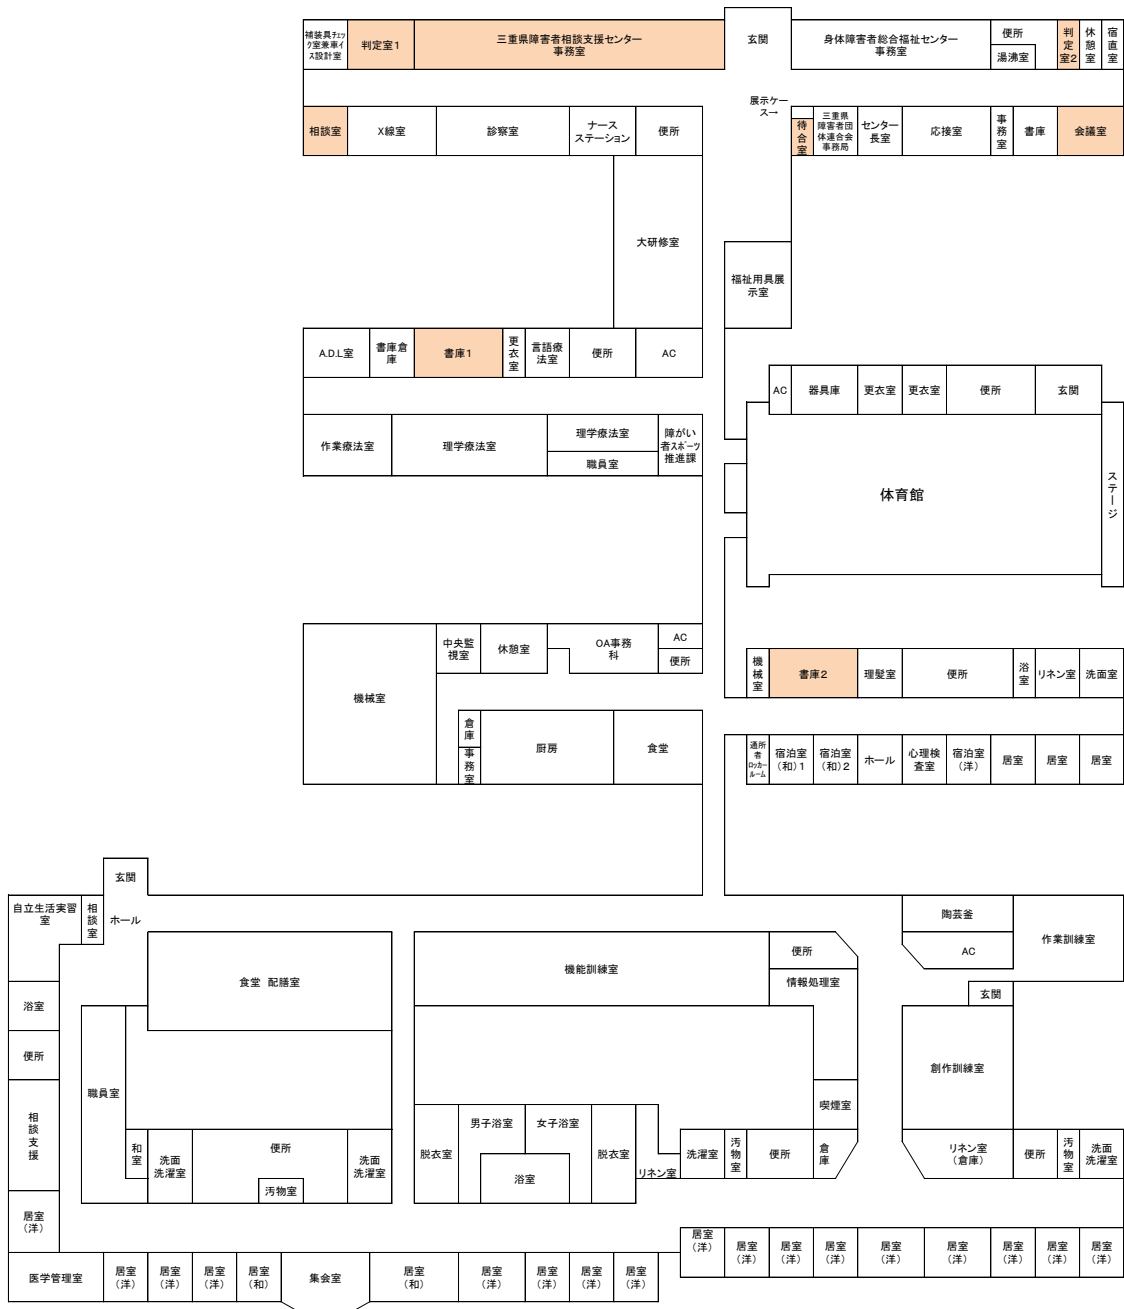 補装具チェッ
ク室兼車イ
ス設計室
判定室1
三重県障害者相談支援センター
事務室
玄関
身体障害者総合福祉センター
事務室
便所
湯沸室
判定室2
休憩室
宿直室
展示ケー
ス→
相談室
X線室
診察室
ナース
ステーション
便所
待合室
三重県
障害者団
体連合会
事務局
センター
長室
応接室
事務室
書庫
会議室
大研修室
福祉用具展
示室
A.D.L室
書庫倉
庫
書庫1
更衣室
言語療
法室
便所
AC
AC
器具庫
更衣室
更衣室
便所
玄関
作業療法室
理学療法室
理学療法室
職員室
障がい
者スポーツ
推進課
体育館
ステージ
機械室
中央監
視室
休憩室
OA事務
科
AC
便所
機械室
書庫2
理髪室
便所
浴室
リネン室
洗面室
倉庫
事務室
厨房
食堂
通所
者
ロッカー
ルーム
宿泊室
(和)1
宿泊室
(和)2
ホール
心理検
査室
宿泊室
(洋)
居室
居室
居室
玄関
自立生活実習
室
相談室
ホール
陶芸釜
AC
作業訓練室
食堂 配膳室
機能訓練室
便所
情報処理室
玄関
浴室
便所
職員室
創作訓練室
喫煙室
相談支援
和室
洗面
洗濯室
便所
汚物室
洗面
洗濯室
脱衣室
男子浴室
女子浴室
浴室
脱衣室
リネン室
洗濯室
汚物室
便所
倉庫
リネン室
(倉庫)
便所
汚物室
洗面
洗濯室
居室
(洋)
居室
(洋)
居室
(洋)
居室
(洋)
居室
(洋)
居室
(洋)
居室
(洋)
居室
(洋)
居室
(洋)
居室
(洋)
医学管理室
居室
(洋)
居室
(洋)
居室
(洋)
居室
(和)
集会室
居室
(和)
居室
(洋)
居室
(洋)
居室
(洋)
居室
(洋)